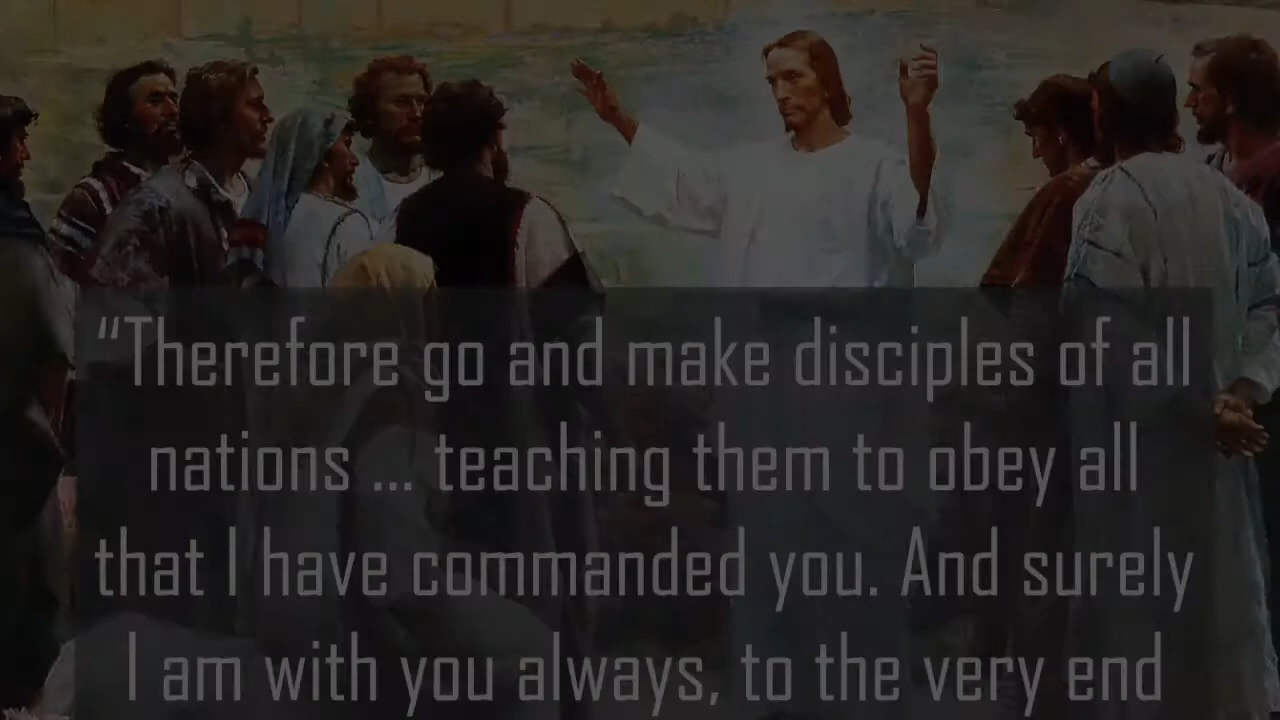 “Therefore go and make disciples of all
nations ... teaching them to obey all
that I have commanded you. And surely
I am with you always, to the very end